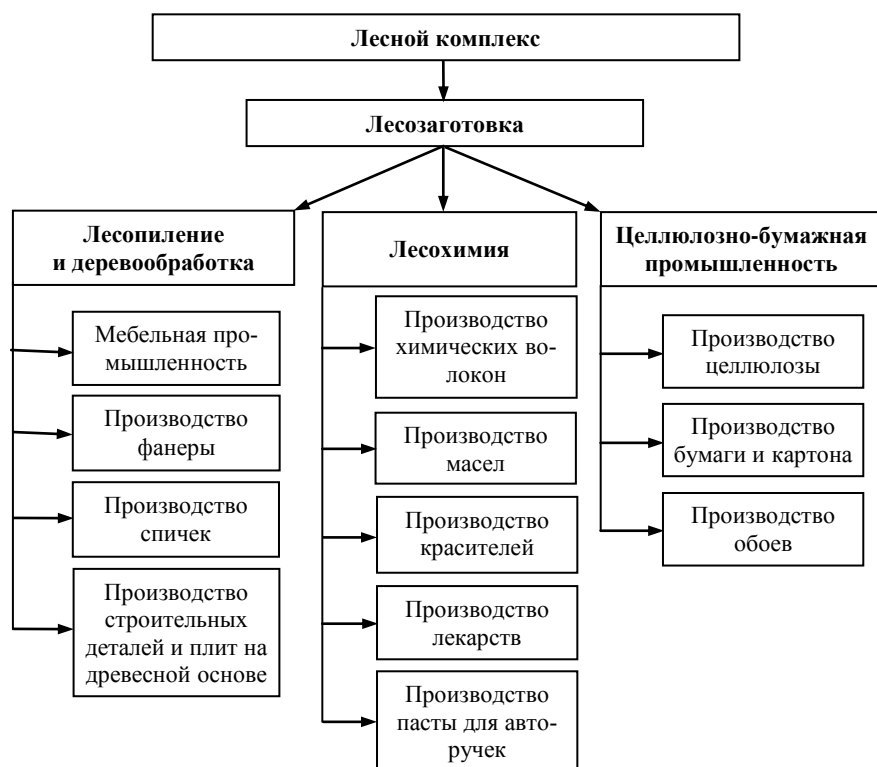 Лесной комплекс
Лесозаготовка
Лесопиление
и деревообработка
Мебельная про-
мышленность
Производство
фанеры
Производство
спичек
Производство
строительных
деталей и плит на
древесной основе
Лесохимия
Производство
химических во-
локон
Производство
масел
Производство
красителей
Производство
лекарств
Производство
пасты для авто-
ручек
Целлюлозно-бумажная
промышленность
Производство
целлюлозы
Производство
бумаги и картона
Производство
обоев